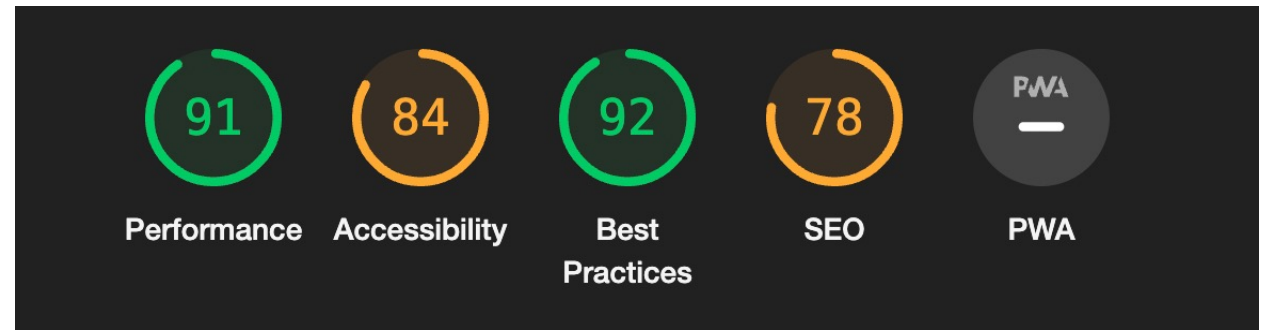 91
84
92
78
PWA
Performance
Accessibility
Best
Practices
SEO
PWA